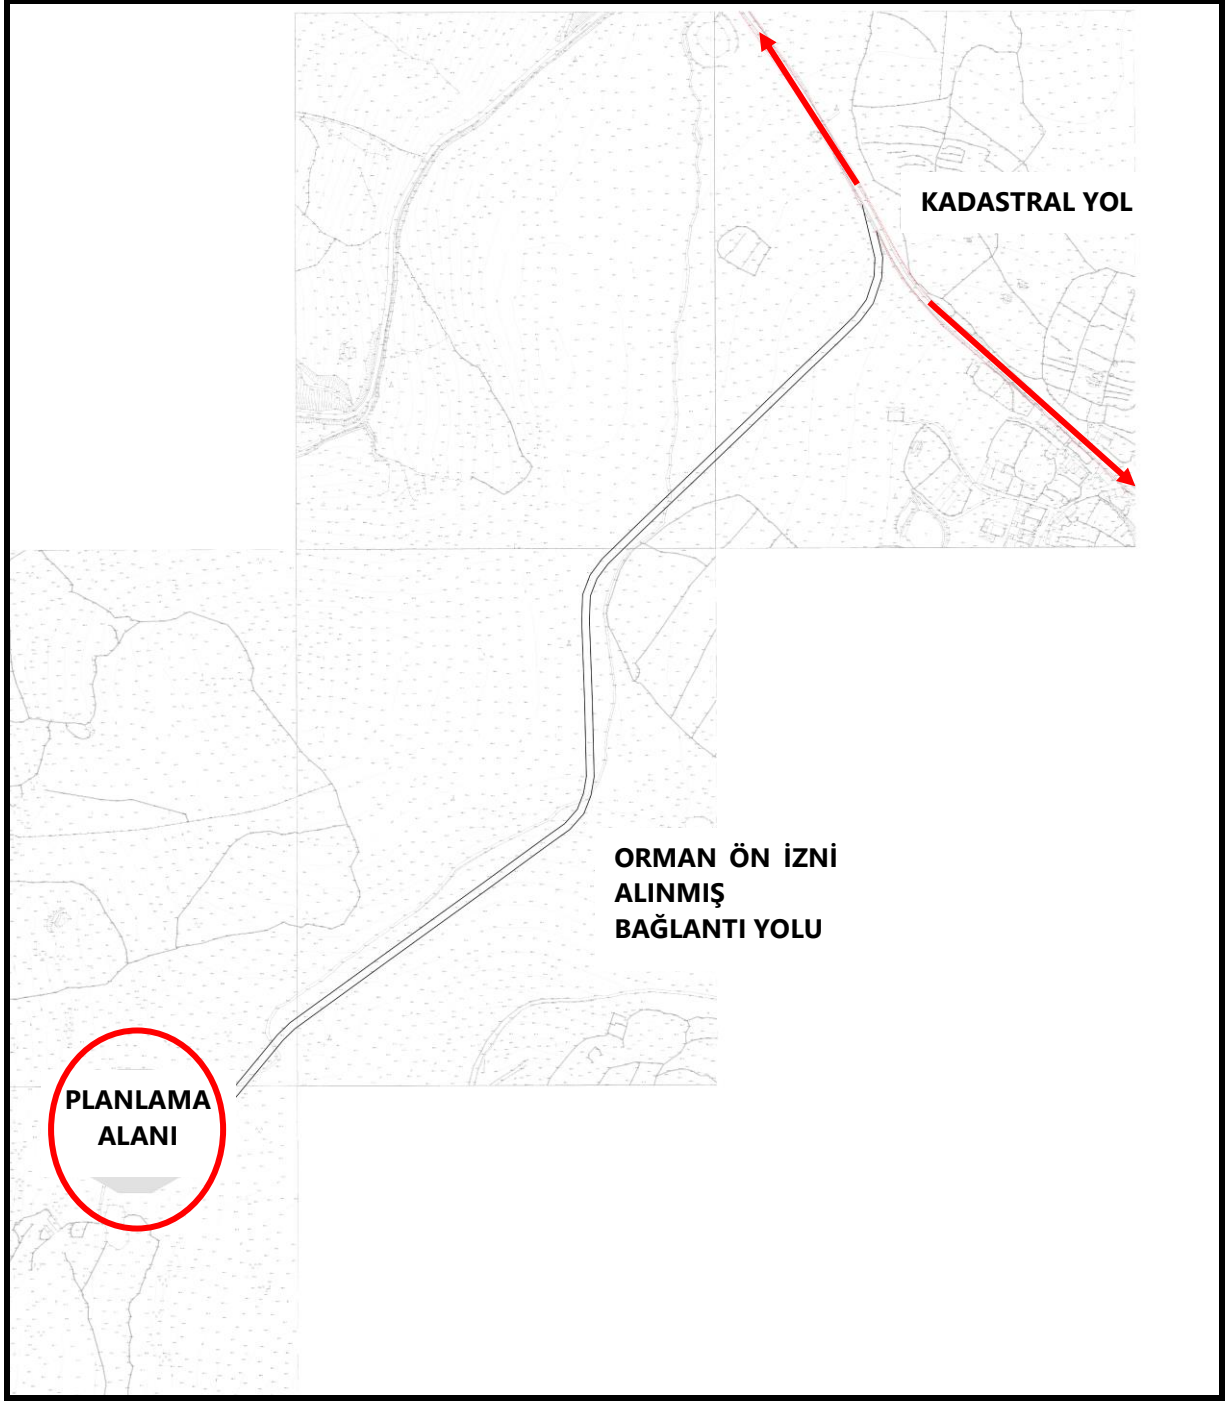 KADASTRAL YOL
ORMAN ÖN İZNİ
ALINMIŞ
BAĞLANTI YOLU
PLANLAMA
ALANI